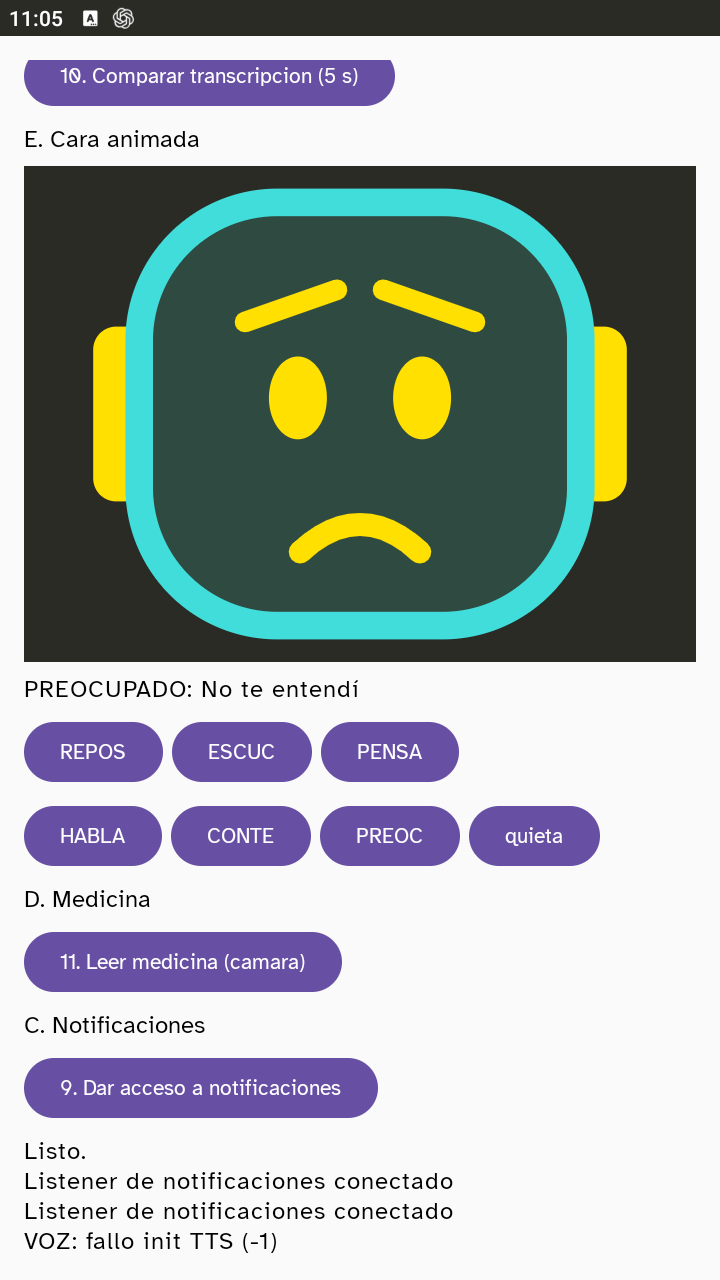 11:05
10. Comparar transcripcion (5 s)
E. Cara animada
PREOCUPADO: No te entendí
REPOS ESCUC PENSA
HABLA CONTE PREOC quieta
D. Medicina
11. Leer medicina (camara)
C. Notificaciones
9. Dar acceso a notificaciones
Listo.
Listener de notificaciones conectado
Listener de notificaciones conectado
VOZ: fallo init TTS (-1)